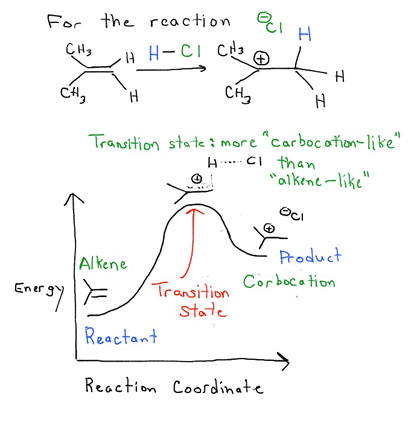 For the reaction
⊖Cl
H
CH3
H
H-Cl
CH3
⊕
CH3
H
CH3
H
H
Transition state: more "carbocation-like"
than
"alkene-like"
H ...... Cl
⊕
⊖Cl
⊕
Alkene
Product
Carbocation
Energy
Transition
State
Reactant
Reaction Coordinate